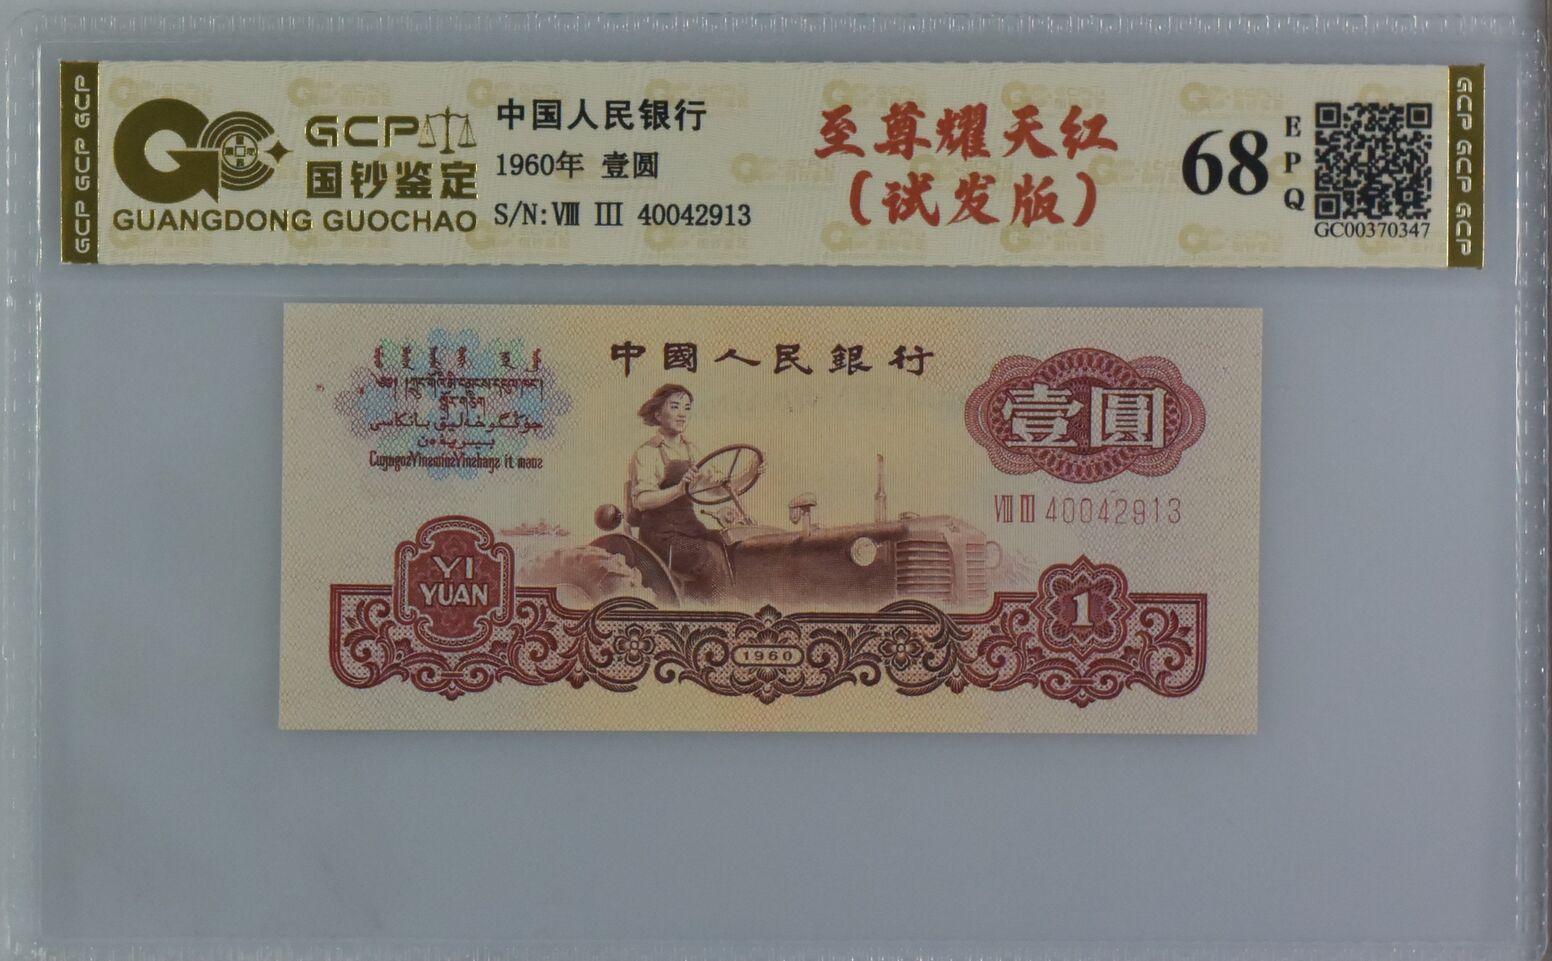 GCP GCP GCP
GCP
国钞鉴定
GUANGDONG GUOCHAO
中国人民银行
1960年 壹圆
S/N: Ⅷ Ⅲ 40042913
至尊耀天红
(试发版)
68
EPQ
GC00370347
GCP GCP GCP
中國人民銀行
壹圓
Ⅷ Ⅲ 40042913
YI
YUAN
1960
1